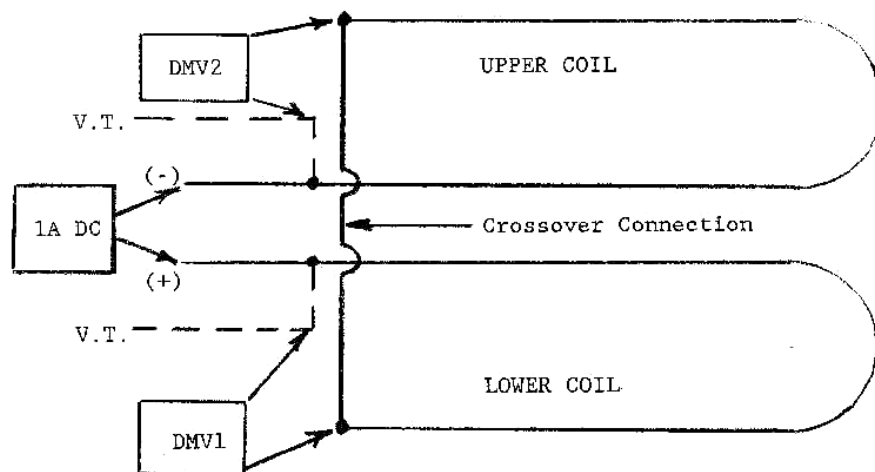 DMV2
UPPER COIL
V.T.
(-)
1A DC
Crossover Connection
(+)
V.T.
LOWER COIL
DMV1